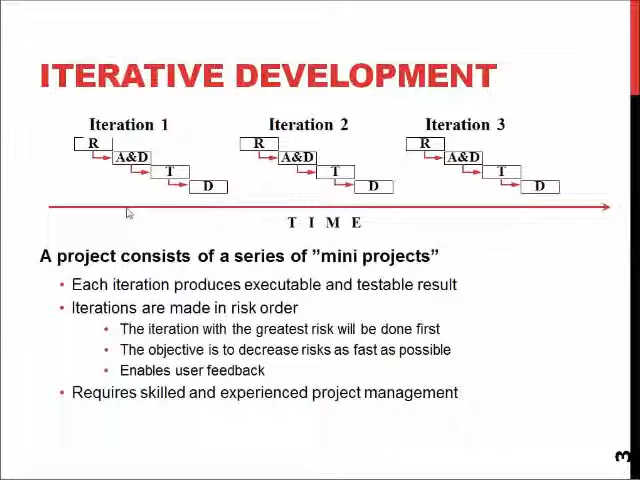 ITERATIVE DEVELOPMENT
Iteration 1 Iteration 2 Iteration 3
R R R
A&D A&D A&D
T T T
D D D
T I M E
A project consists of a series of ”mini projects”
• Each iteration produces executable and testable result
• Iterations are made in risk order
• The iteration with the greatest risk will be done first
• The objective is to decrease risks as fast as possible
• Enables user feedback
• Requires skilled and experienced project management
3